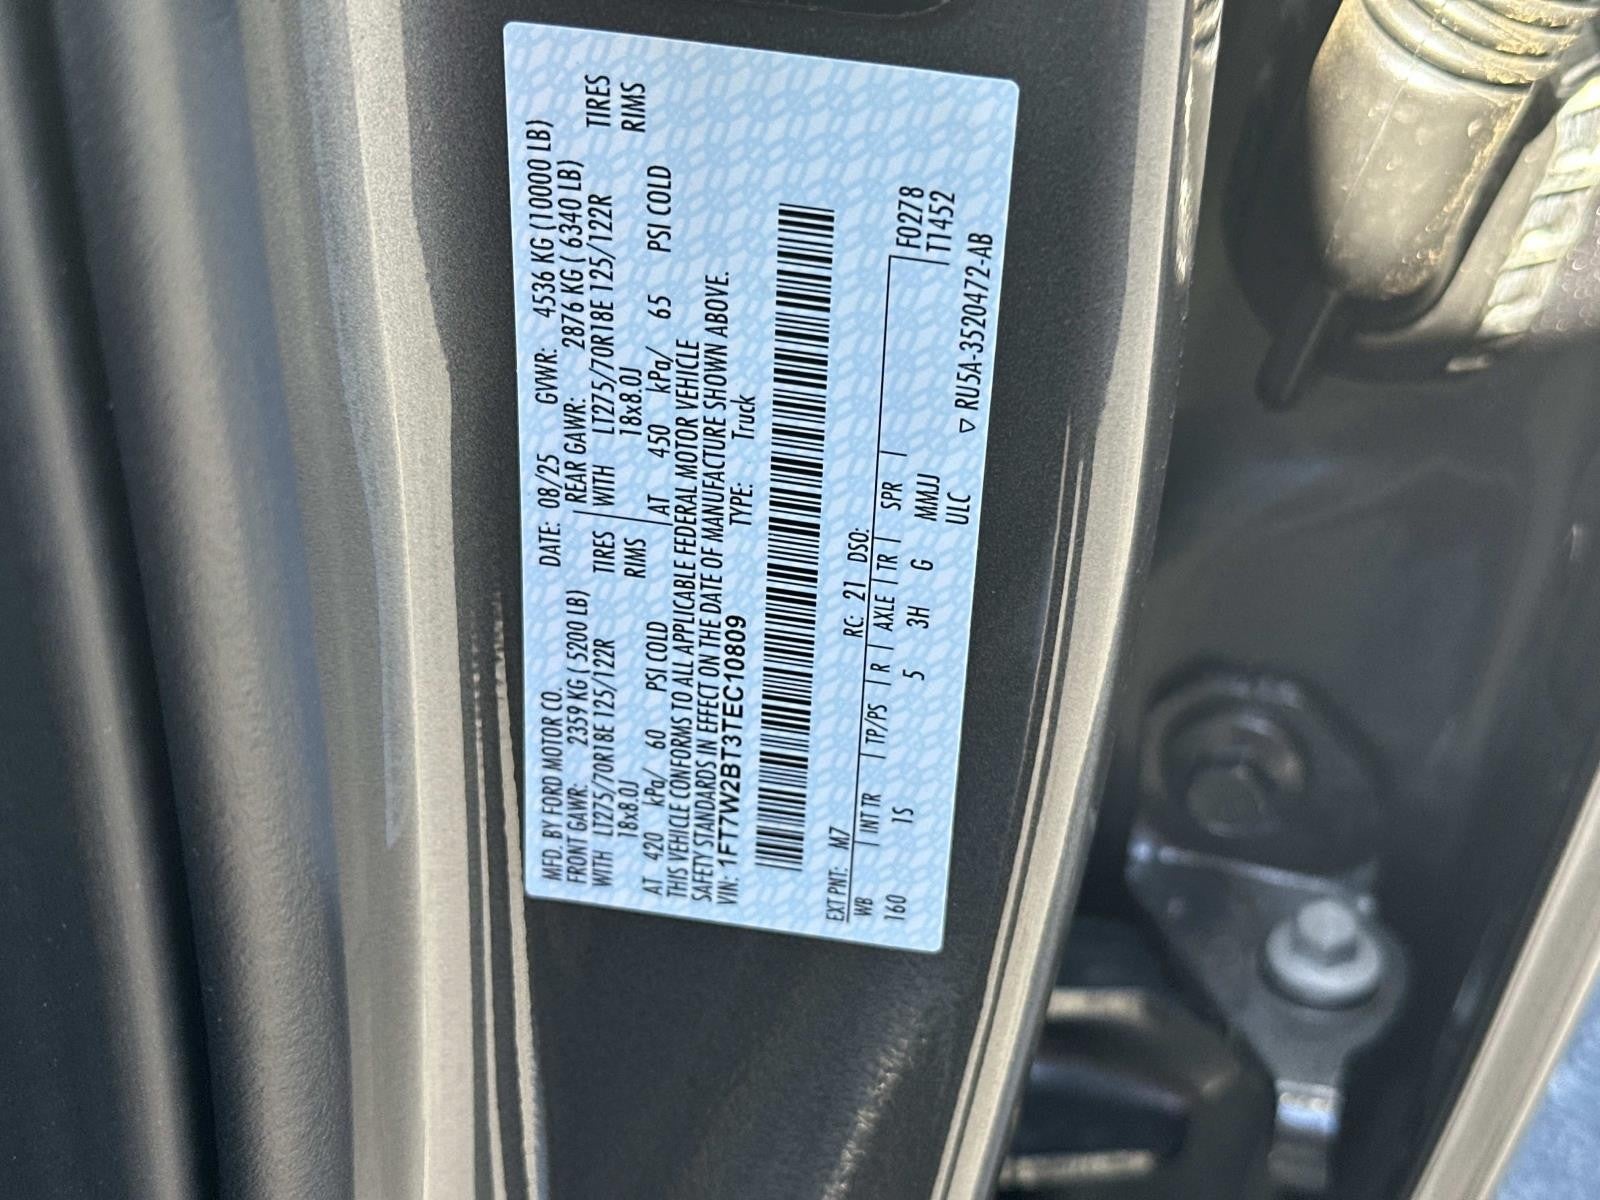 MFD. BY FORD MOTOR CO. DATE: 08/25 GVWR: 4536 KG (10000 LB)
FRONT GAWR: 2359 KG ( 5200 LB) REAR GAWR: 2876 KG ( 6340 LB)
WITH LT275/70R18E 125/122R TIRES WITH LT275/70R18E 125/122R TIRES
18x8.0J RIMS 18x8.0J RIMS
AT 420 kPa/ 60 PSI COLD AT 450 kPa/ 65 PSI COLD
THIS VEHICLE CONFORMS TO ALL APPLICABLE FEDERAL MOTOR VEHICLE
SAFETY STANDARDS IN EFFECT ON THE DATE OF MANUFACTURE SHOWN ABOVE.
VIN: 1FT7W2BT3TEC10809 TYPE: Truck
EXT PNT: M7 RC: 21 DSO:
WB | INT TR | TP/PS | R | AXLE | TR | SPR | F0278
160 1S 5 3H G MMJJ T1452
ULC ▽ RU5A-3520472-AB